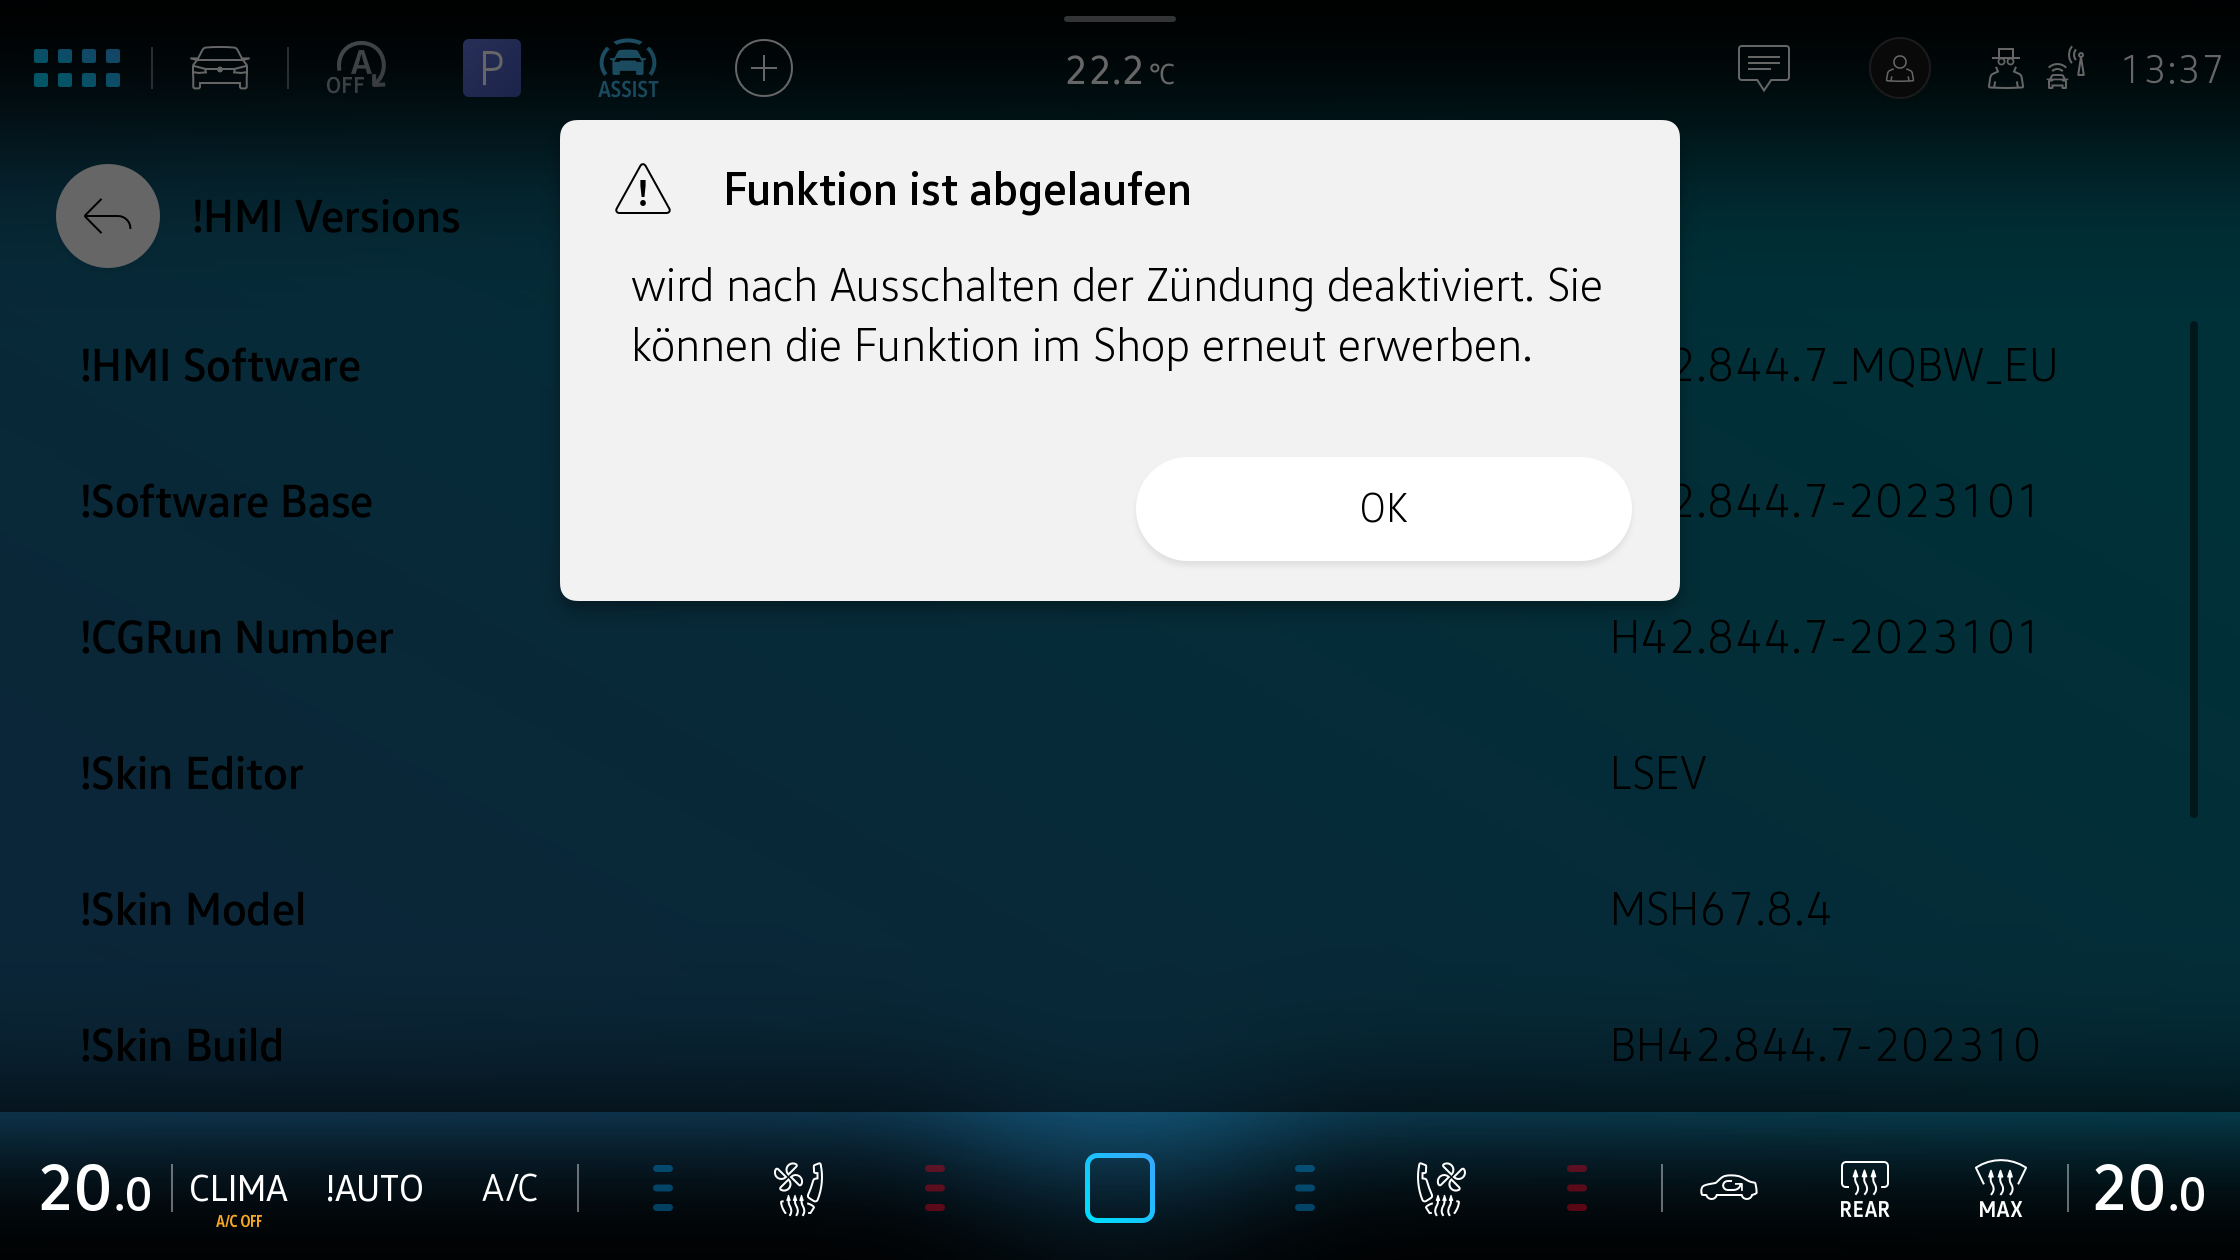 A
OFF
P
ASSIST
22.2 °C
13:37
Funktion ist abgelaufen
wird nach Ausschalten der Zündung deaktiviert. Sie
können die Funktion im Shop erneut erwerben.
OK
!HMI Versions
!HMI Software
2.844.7_MQBW_EU
!Software Base
2.844.7-2023101
!CGRun Number
H42.844.7-2023101
!Skin Editor
LSEV
!Skin Model
MSH67.8.4
!Skin Build
BH42.844.7-202310
20.0
CLIMA
A/C OFF
!AUTO
A/C
REAR
MAX
20.0